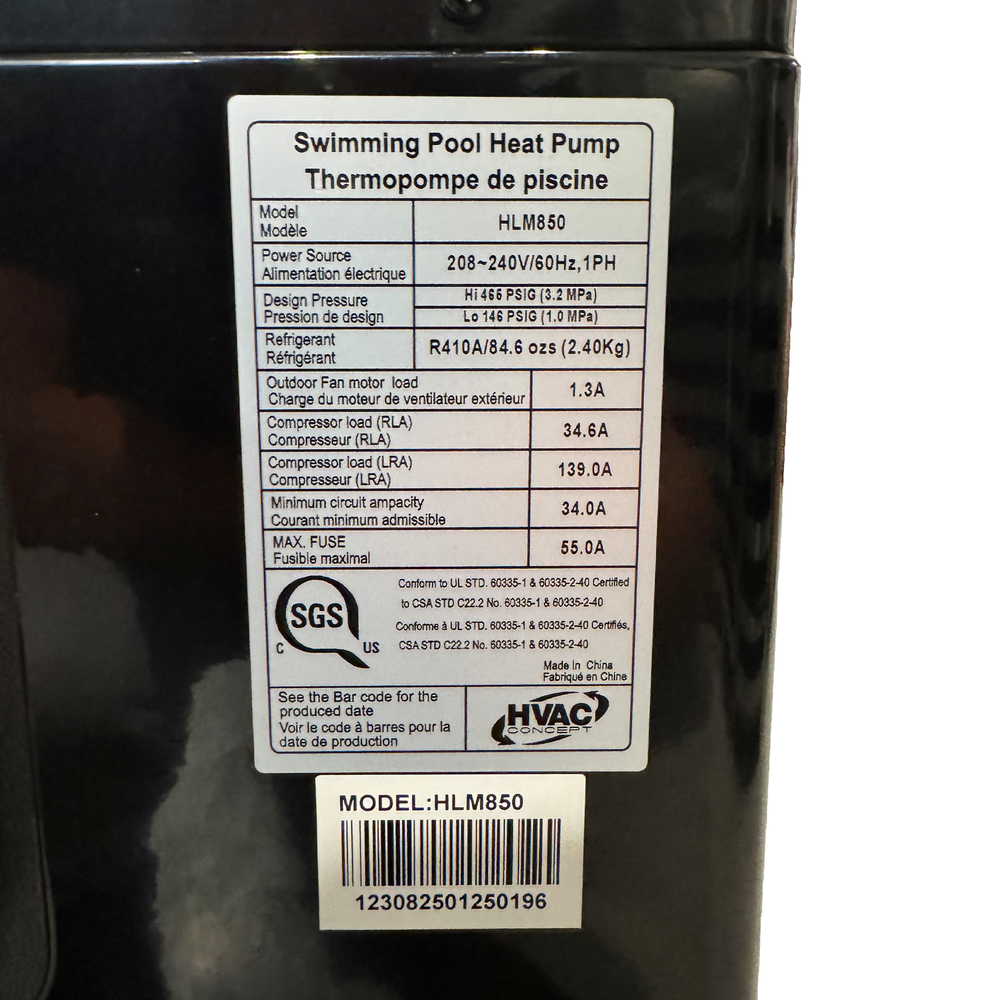 Swimming Pool Heat Pump
Thermopompe de piscine
Model
Modèle
HLM850
Power Source
Alimentation électrique
208~240V/60Hz,1PH
Design Pressure
Pression de design
Hi 466 PSIG (3.2 MPa)
Lo 146 PSIG (1.0 MPa)
Refrigerant
Réfrigérant
R410A/84.6 ozs (2.40Kg)
Outdoor Fan motor load
Charge du moteur de ventilateur extérieur
1.3A
Compressor load (RLA)
Compresseur (RLA)
34.6A
Compressor load (LRA)
Compresseur (LRA)
139.0A
Minimum circuit ampacity
Courant minimum admissible
34.0A
MAX. FUSE
Fusible maximal
55.0A
SGS
C US
Conform to UL STD. 60335-1 & 60335-2-40 Certified
to CSA STD C22.2 No. 60335-1 & 60335-2-40
Conforme à UL STD. 60335-1 & 60335-2-40 Certifiés,
CSA STD C22.2 No. 60335-1 & 60335-2-40
Made In China
Fabriqué en Chine
See the Bar code for the
produced date
Voir le code à barres pour la
date de production
HVAC
CONCEPT
MODEL:HLM850
123082501250196